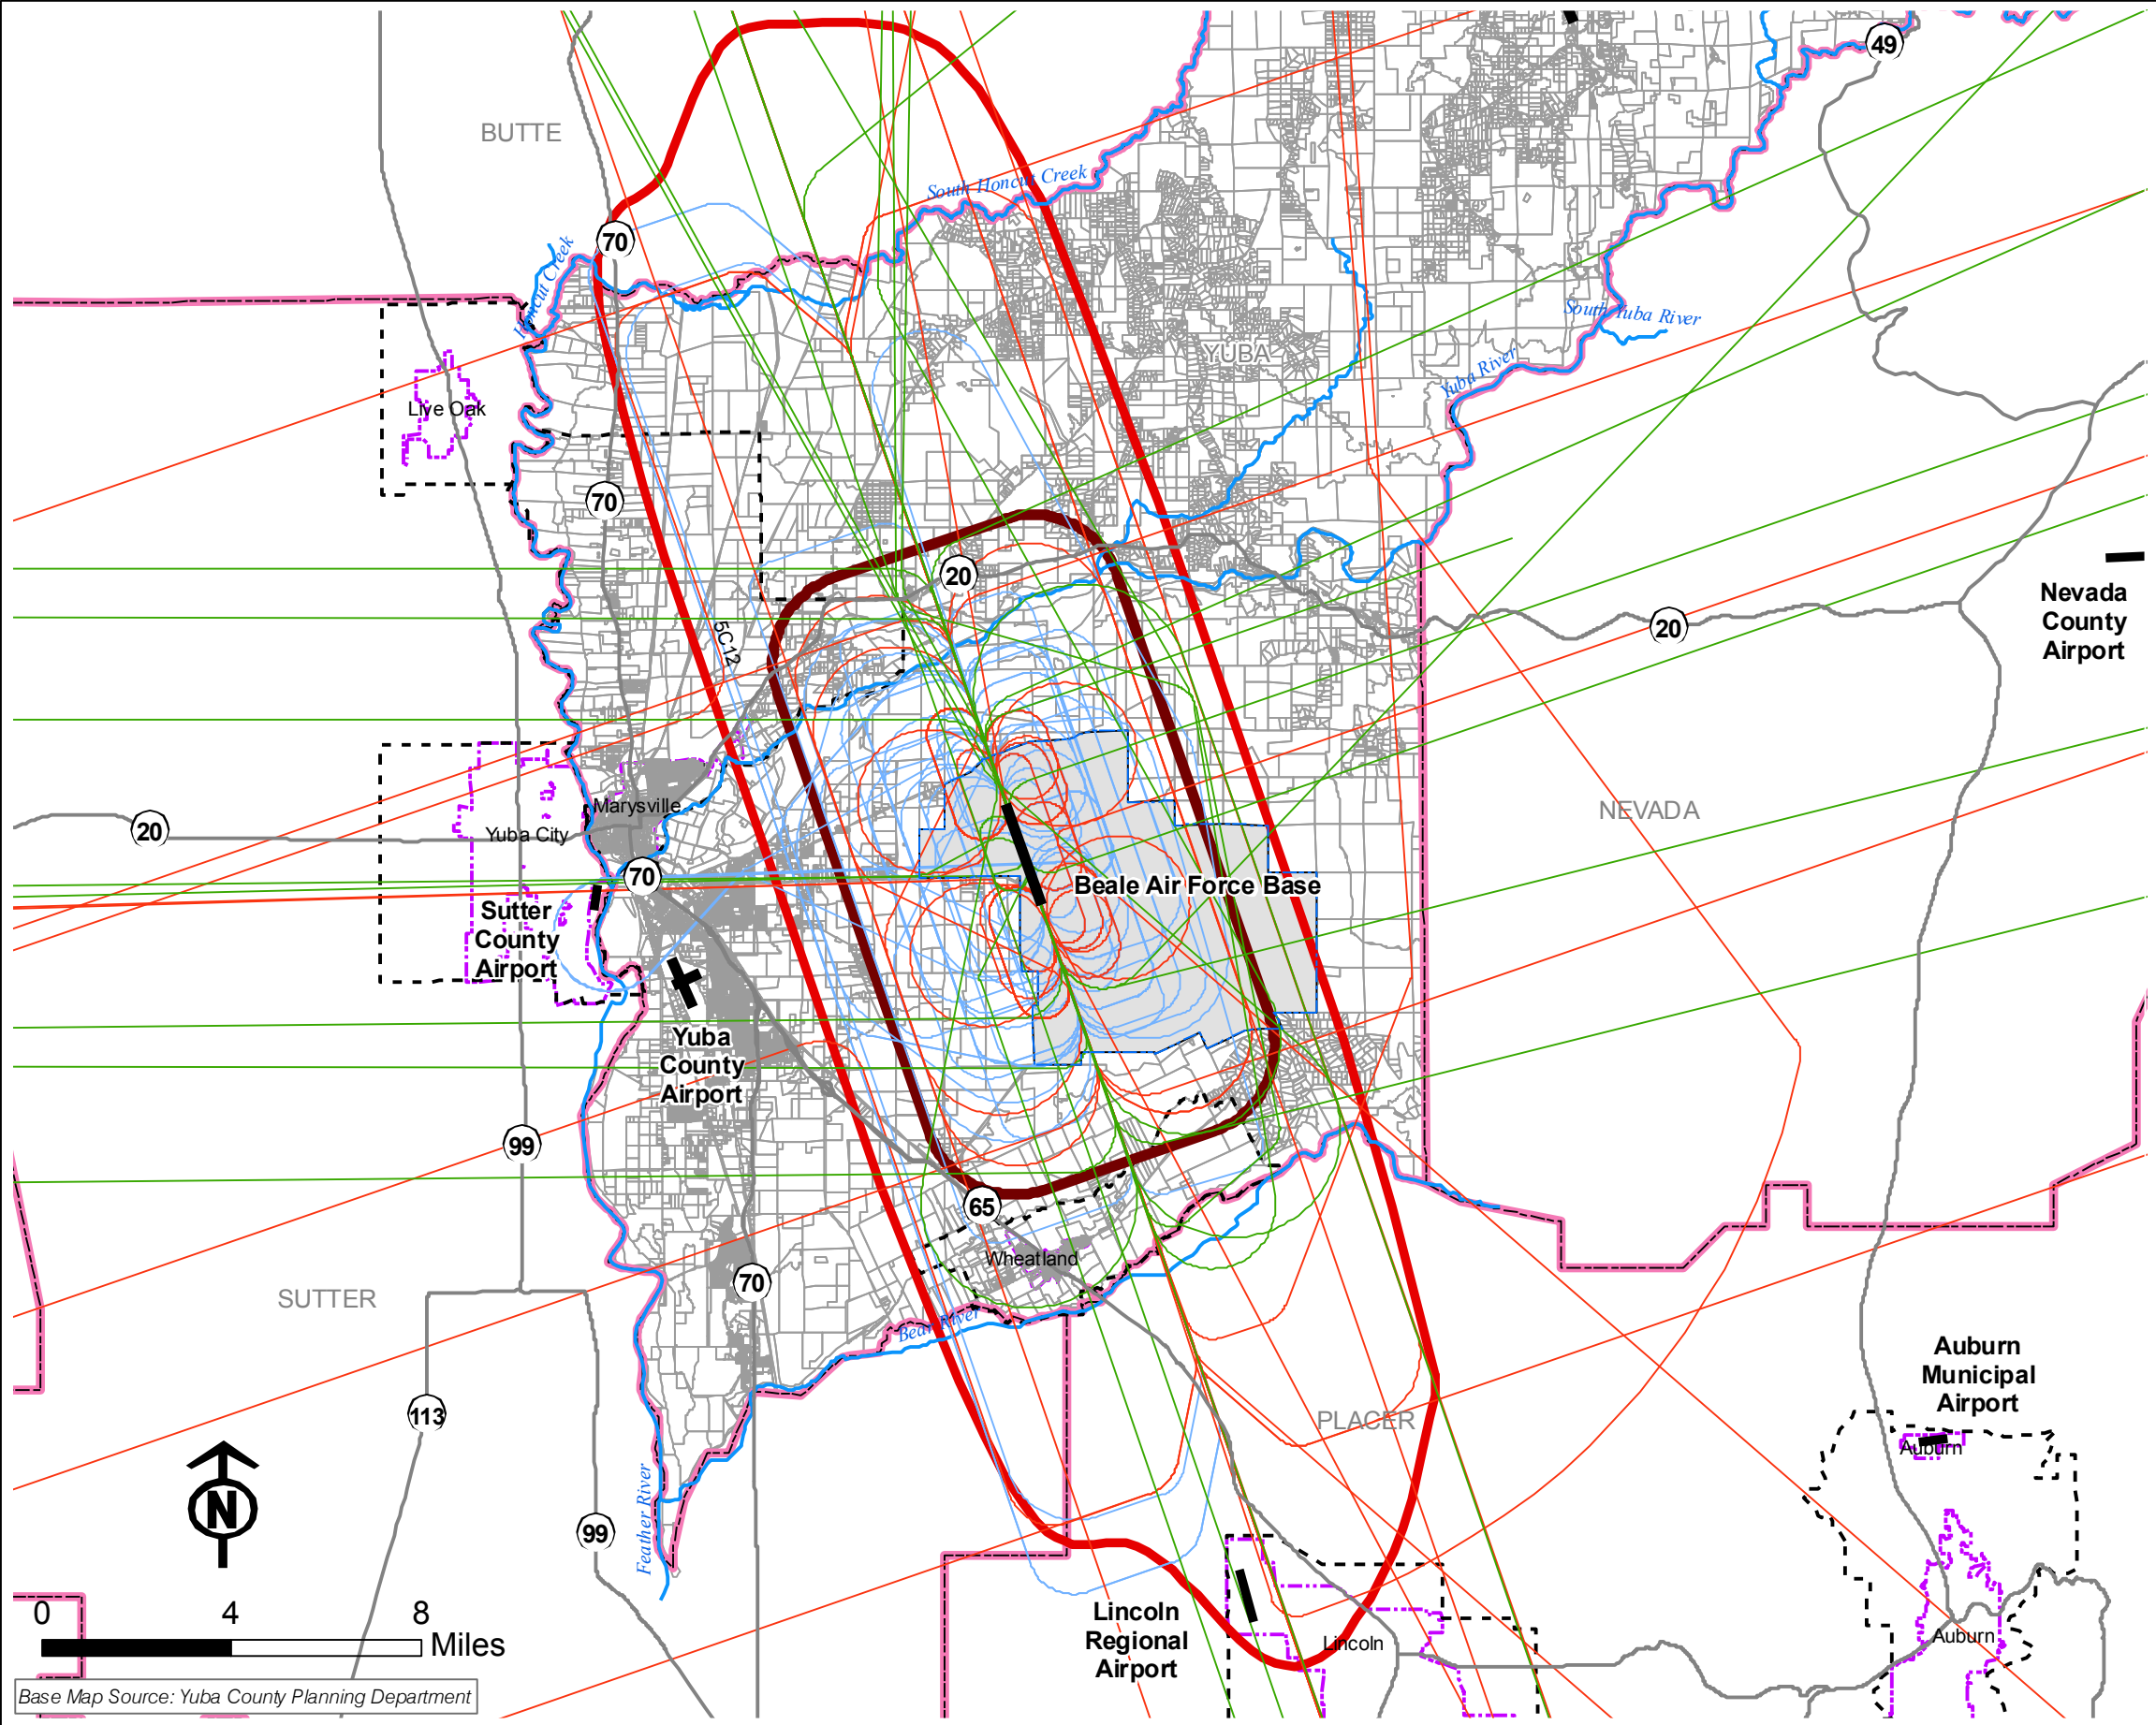 49
BUTTE
South Honcut Creek
70
Honcut Creek
South Yuba River
YUBA
Yuba River
Live Oak
70
20
Nevada
County
Airport
20
5C.12
Marysville
NEVADA
20
Yuba City
70
Beale Air Force Base
Sutter
County
Airport
Yuba
County
Airport
99
65
Wheatland
70
SUTTER
Bear River
Auburn
Municipal
Airport
113
PLACER
Auburn
N
Feather River
99
0 4 8
Miles
Lincoln
Regional
Airport
Lincoln
Auburn
Base Map Source: Yuba County Planning Department